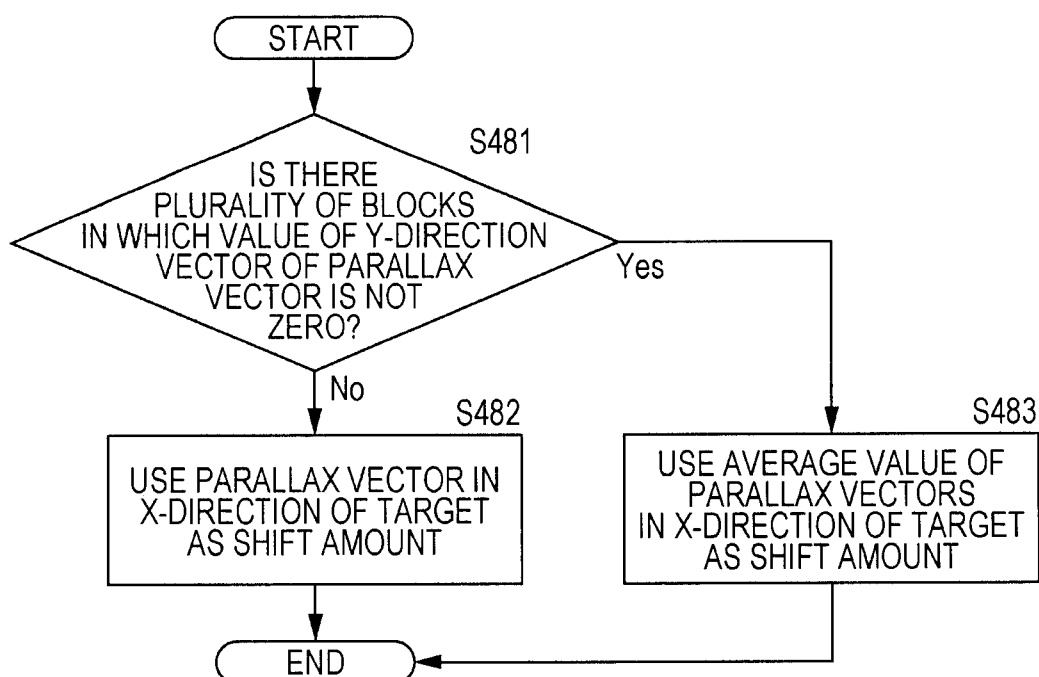 START
S481
IS THERE
PLURALITY OF BLOCKS
IN WHICH VALUE OF Y-DIRECTION
VECTOR OF PARALLAX
VECTOR IS NOT
ZERO?
Yes
No
S482
USE PARALLAX VECTOR IN
X-DIRECTION OF TARGET
AS SHIFT AMOUNT
S483
USE AVERAGE VALUE OF
PARALLAX VECTORS
IN X-DIRECTION OF TARGET
AS SHIFT AMOUNT
END